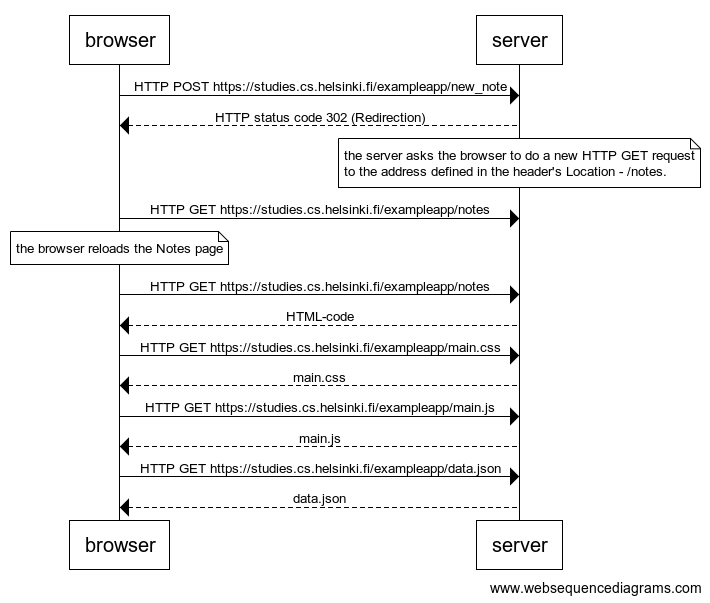 browser
server
HTTP POST https://studies.cs.helsinki.fi/exampleapp/new_note
HTTP status code 302 (Redirection)
the server asks the browser to do a new HTTP GET request
to the address defined in the header's Location - /notes.
HTTP GET https://studies.cs.helsinki.fi/exampleapp/notes
the browser reloads the Notes page
HTTP GET https://studies.cs.helsinki.fi/exampleapp/notes
HTML-code
HTTP GET https://studies.cs.helsinki.fi/exampleapp/main.css
main.css
HTTP GET https://studies.cs.helsinki.fi/exampleapp/main.js
main.js
HTTP GET https://studies.cs.helsinki.fi/exampleapp/data.json
data.json
browser
server
www.websequencediagrams.com